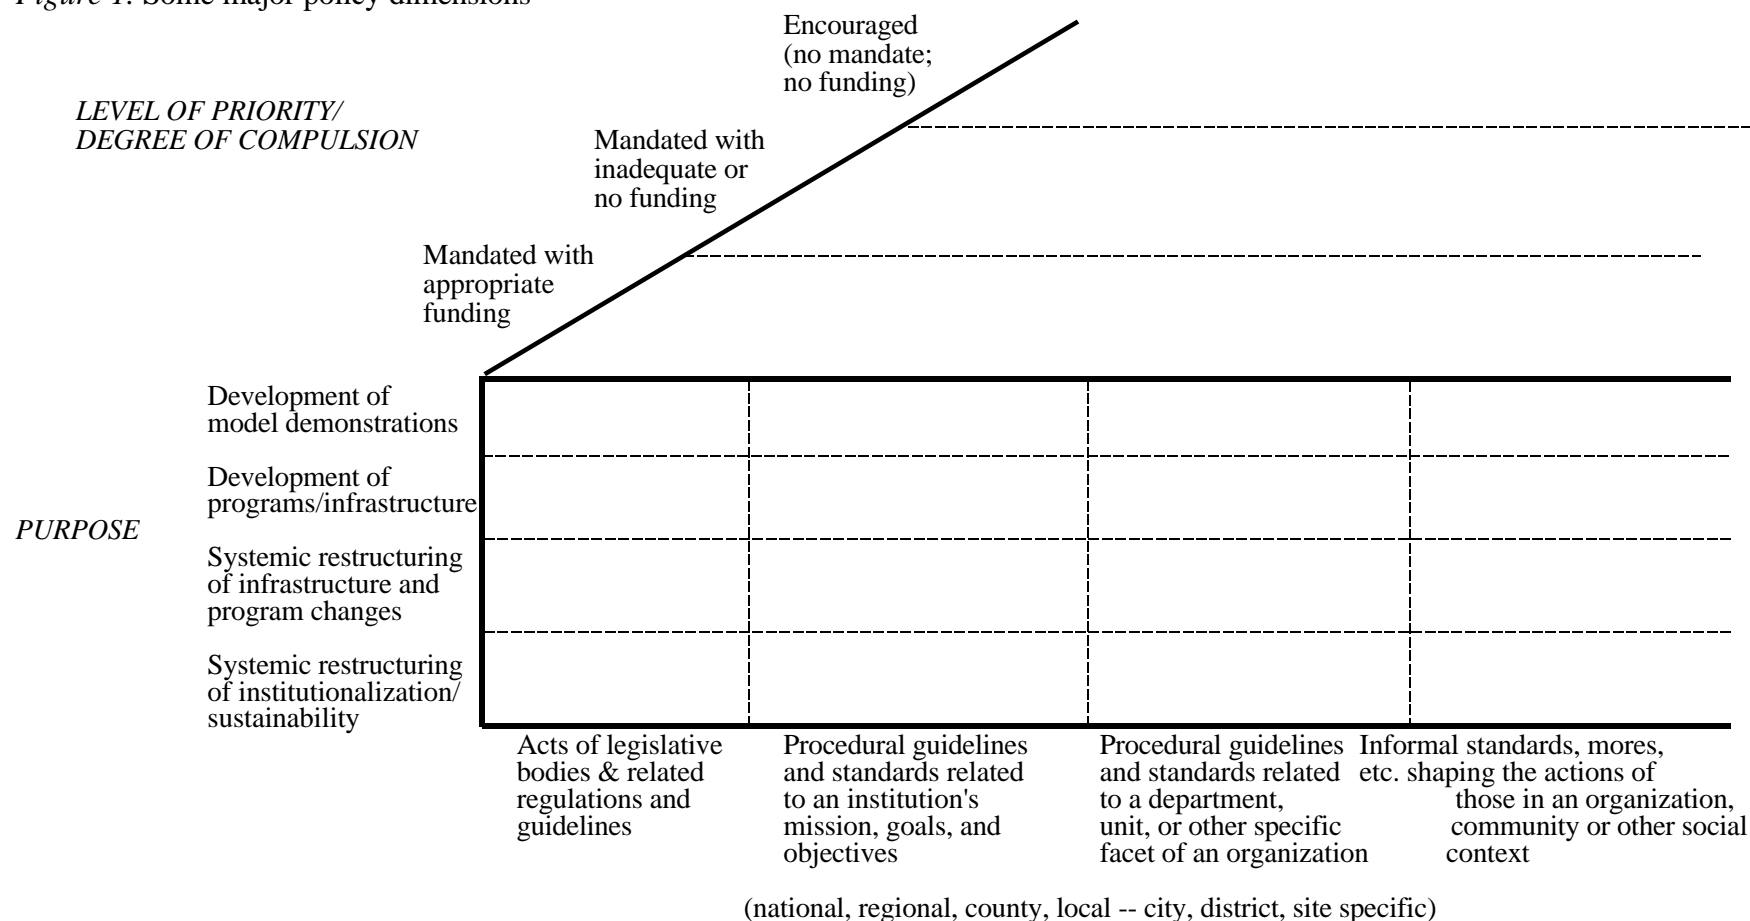 Figure 1. Some major policy dimensions
Encouraged
(no mandate;
no funding)
LEVEL OF PRIORITY/
DEGREE OF COMPULSION
Mandated with
inadequate or
no funding
Mandated with
appropriate
funding
Development of
model demonstrations
Development of
programs/infrastructure
PURPOSE
Systemic restructuring
of infrastructure and
program changes
Systemic restructuring
of institutionalization/
sustainability
Acts of legislative
bodies & related
regulations and
guidelines
Procedural guidelines
and standards related
to an institution's
mission, goals, and
objectives
Procedural guidelines
and standards related
to a department,
unit, or other specific
facet of an organization
Informal standards, mores,
etc. shaping the actions of
those in an organization,
community or other social
context
(national, regional, county, local -- city, district, site specific)